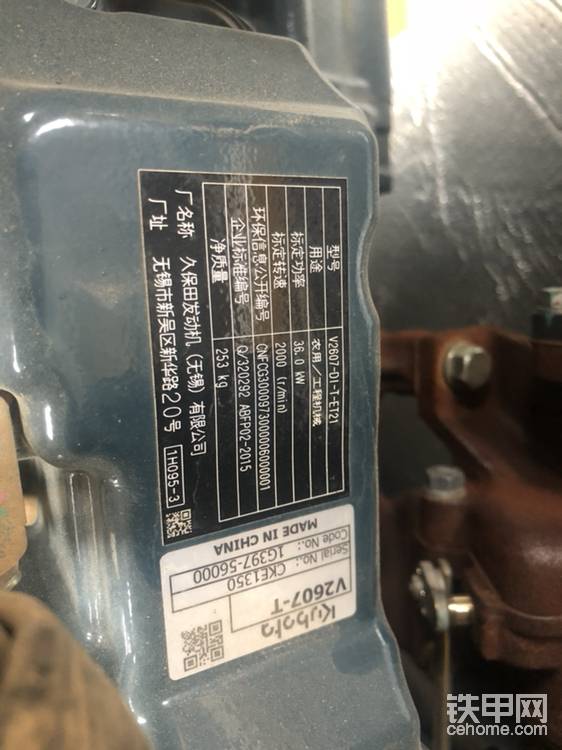 型号 V2607-DI-T-ET21
用途 农用/工程机械
标定功率 36.0 kW
标定转速 2000 (r/min)
环保信息公开编号 CNFCG30009730000006000001
企业标准编号 Q/320292 ABFP02-2015
净质量 253 kg
厂名称 久保田发动机(无锡)有限公司
厂址 无锡市新吴区新华路20号
1H095-3
Kubota
V2607-T
Serial No.: CKE1350
Code No.: 1G397-56000
MADE IN CHINA
铁甲网
cehome.com